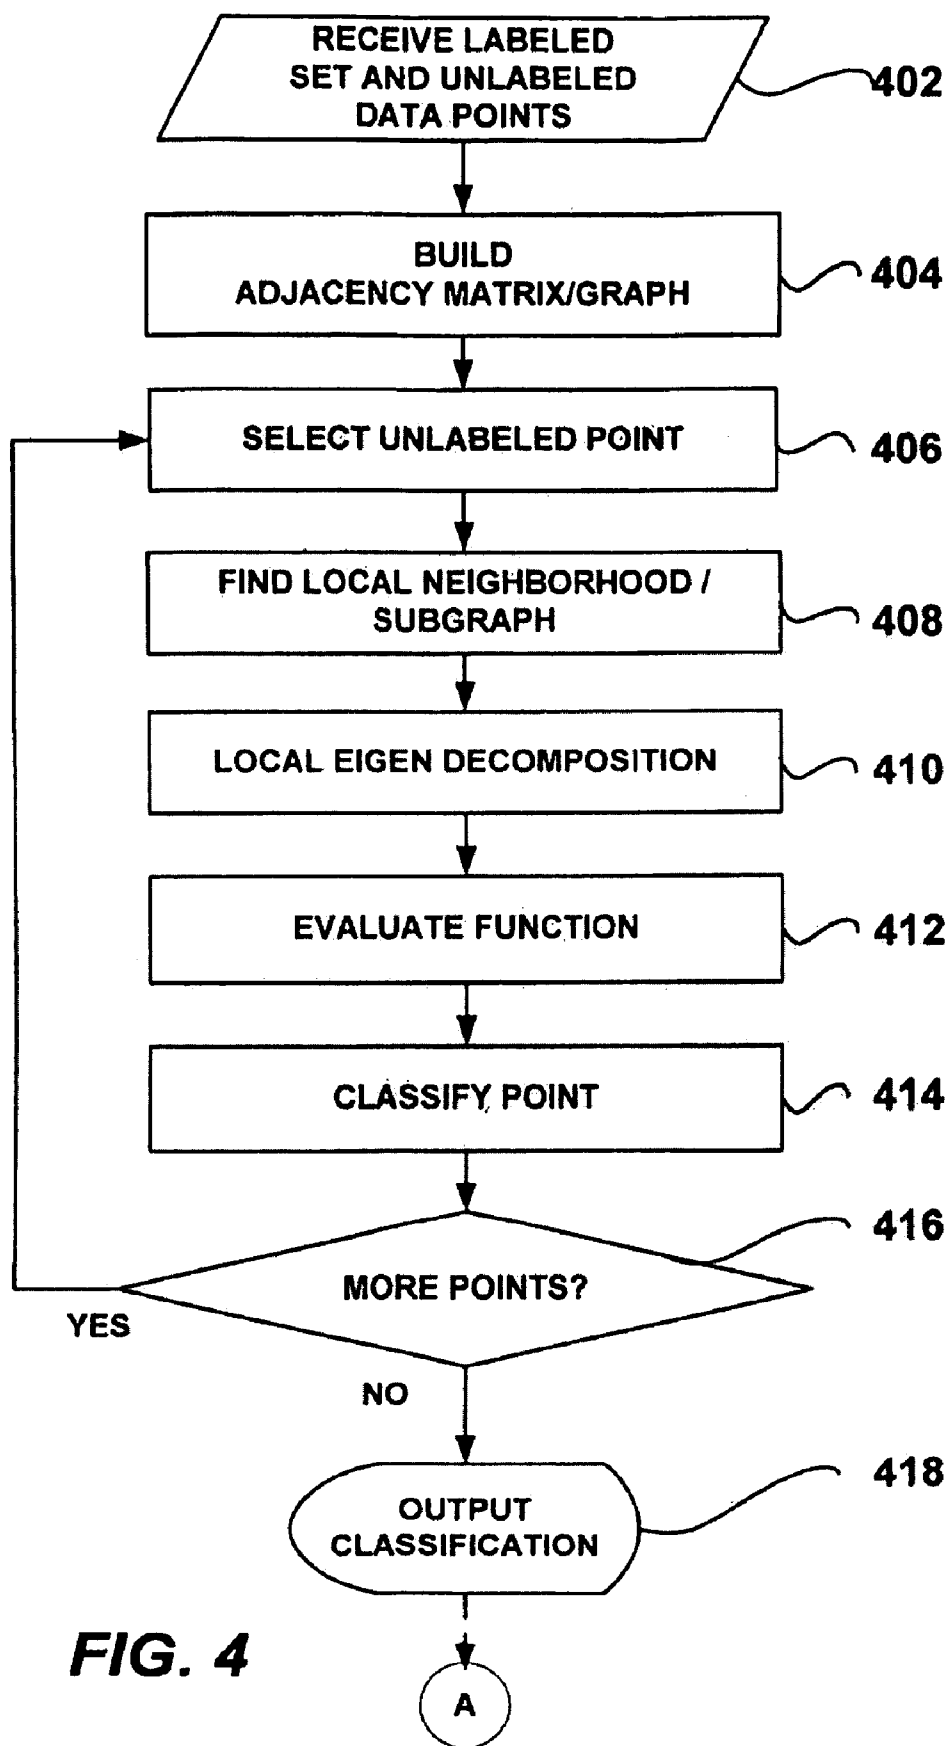 RECEIVE LABELED
SET AND UNLABELED
DATA POINTS
402
BUILD
ADJACENCY MATRIX/GRAPH
404
SELECT UNLABELED POINT
406
FIND LOCAL NEIGHBORHOOD /
SUBGRAPH
408
LOCAL EIGEN DECOMPOSITION
410
EVALUATE FUNCTION
412
CLASSIFY POINT
414
416
MORE POINTS?
YES
NO
418
OUTPUT
CLASSIFICATION
FIG. 4
A